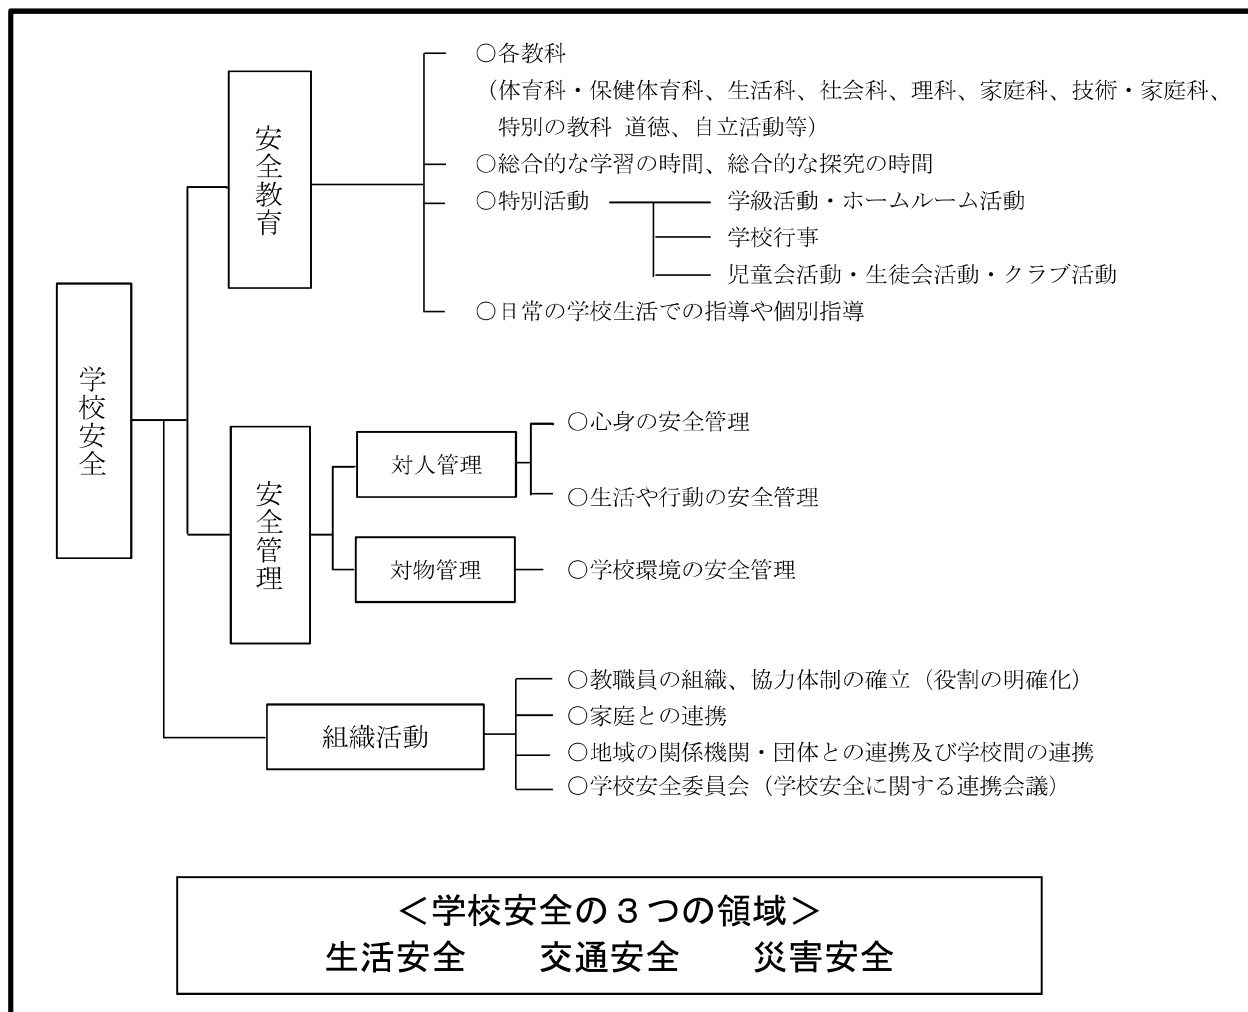 学校安全
安全教育
○各教科
（体育科・保健体育科、生活科、社会科、理科、家庭科、技術・家庭科、
特別の教科 道徳、自立活動等）
○総合的な学習の時間、総合的な探究の時間
○特別活動
学級活動・ホームルーム活動
学校行事
児童会活動・生徒会活動・クラブ活動
○日常の学校生活での指導や個別指導
安全管理
対人管理
○心身の安全管理
○生活や行動の安全管理
対物管理
○学校環境の安全管理
組織活動
○教職員の組織、協力体制の確立（役割の明確化）
○家庭との連携
○地域の関係機関・団体との連携及び学校間の連携
○学校安全委員会（学校安全に関する連携会議）
＜学校安全の３つの領域＞
生活安全　　交通安全　　災害安全